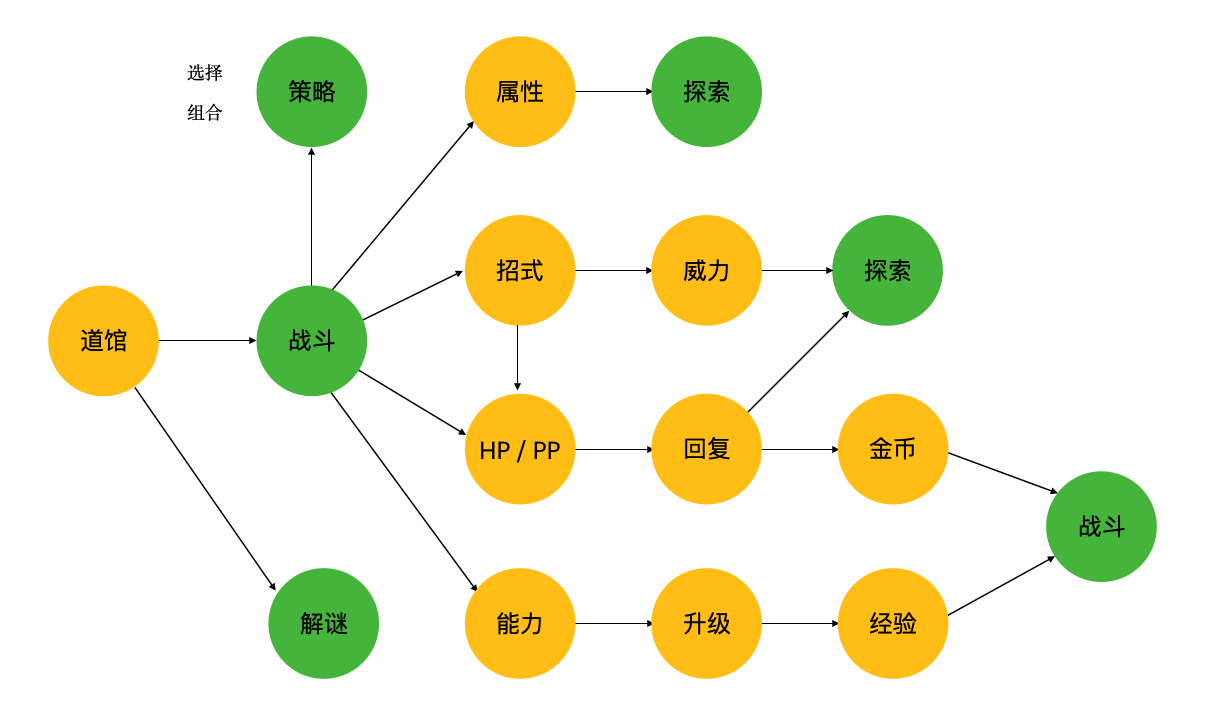 选择
组合
策略
属性
探索
招式
威力
探索
道馆
战斗
HP / PP
回复
金币
战斗
解谜
能力
升级
经验